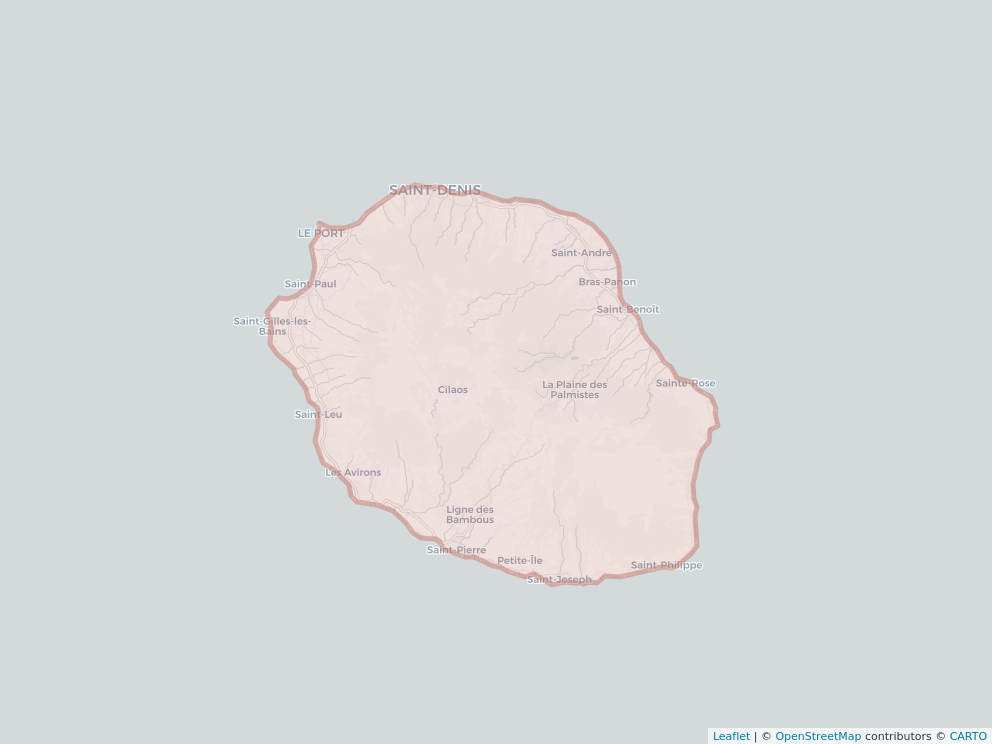 SAINT-DENIS
LE PORT
Saint-André
Saint-Paul
Bras-Panon
Saint-Benoît
Saint-Gilles-les-
Bains
Sainte-Rose
Cilaos
La Plaine des
Palmistes
Saint-Leu
Les Avirons
Ligne des
Bambous
Saint-Pierre
Petite-Île
Saint-Philippe
Saint-Joseph
Leaflet | © OpenStreetMap contributors © CARTO